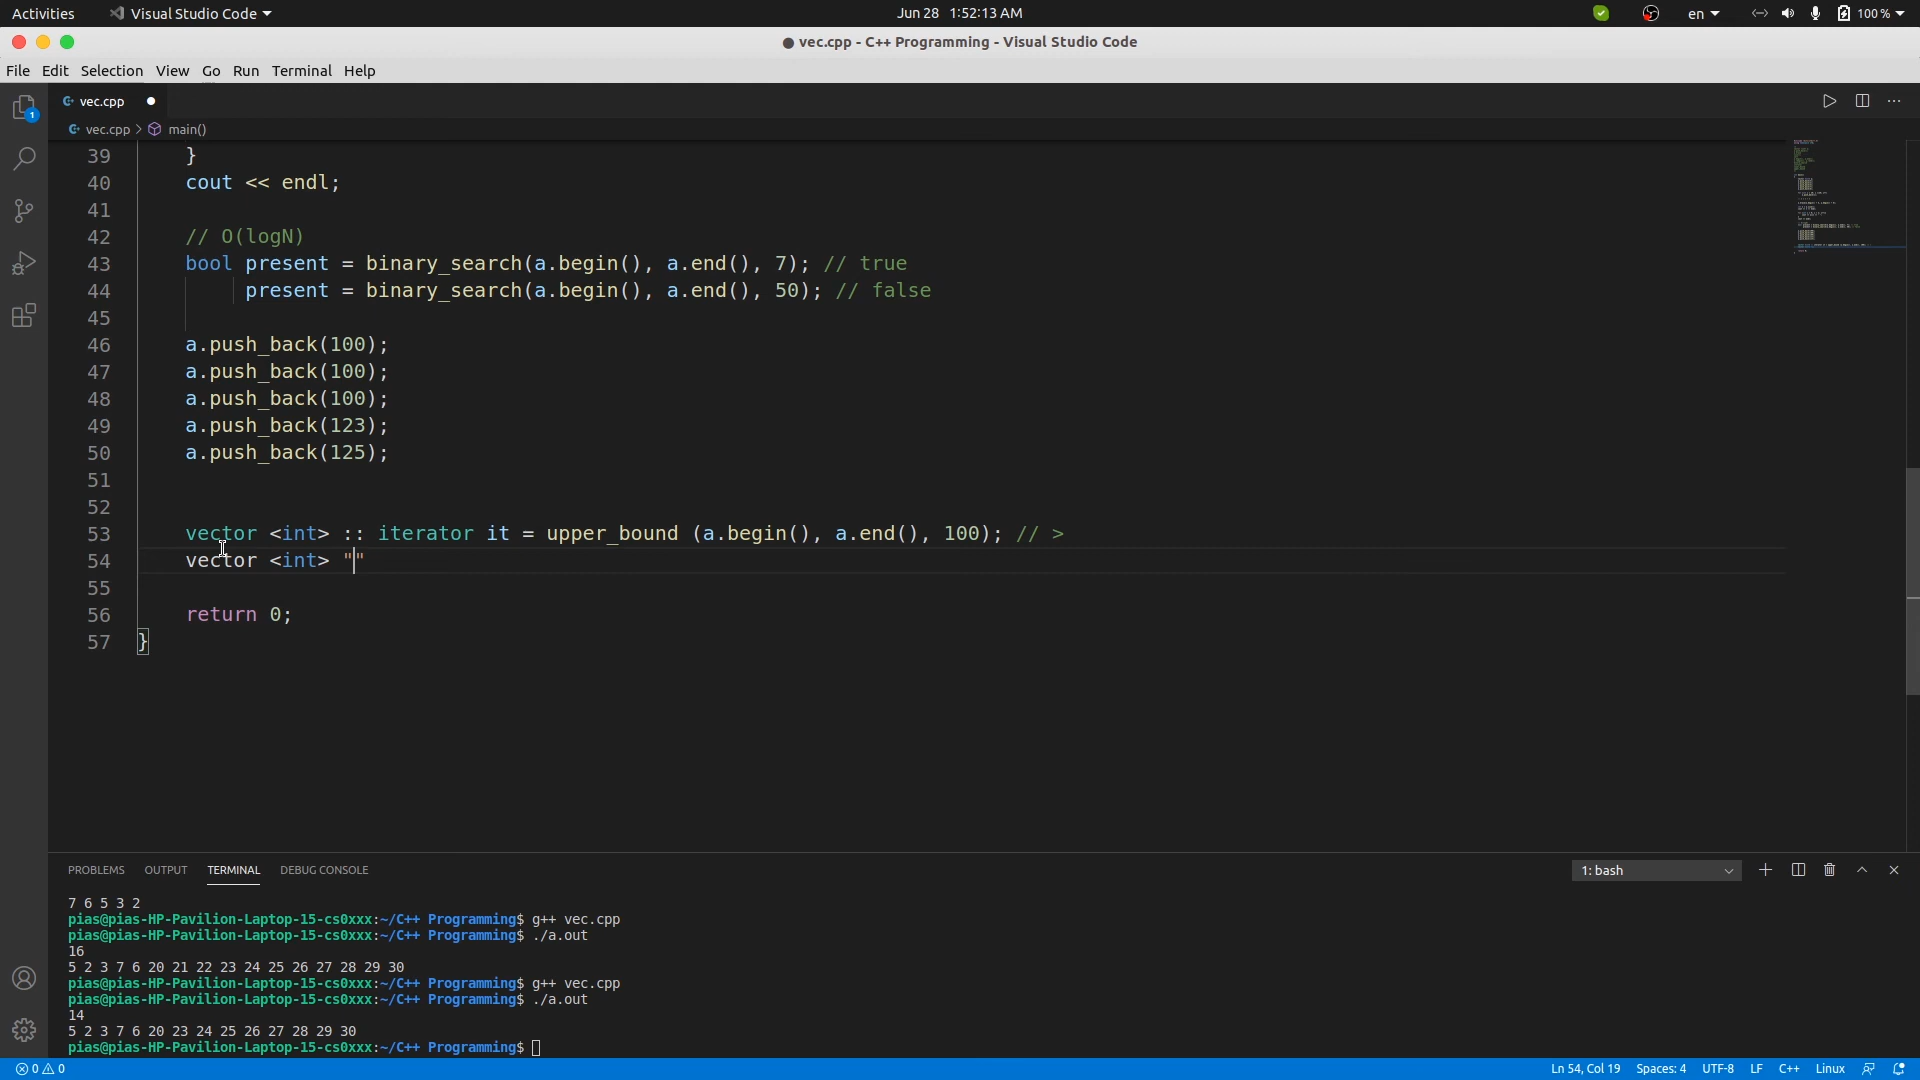 Activities Visual Studio Code Jun 28 1:52:13 AM en 100 %
● vec.cpp - C++ Programming - Visual Studio Code
File Edit Selection View Go Run Terminal Help
vec.cpp
vec.cpp > main()
39 }
40 cout << endl;
41
42 // O(logN)
43 bool present = binary_search(a.begin(), a.end(), 7); // true
44 present = binary_search(a.begin(), a.end(), 50); // false
45
46 a.push_back(100);
47 a.push_back(100);
48 a.push_back(100);
49 a.push_back(123);
50 a.push_back(125);
51
52
53 vector <int> :: iterator it = upper_bound (a.begin(), a.end(), 100); // >
54 vector <int> ""
55
56 return 0;
57 }
1
PROBLEMS OUTPUT TERMINAL DEBUG CONSOLE 1: bash
7 6 5 3 2
pias@pias-HP-Pavilion-Laptop-15-cs0xxx:~/C++ Programming$ g++ vec.cpp
pias@pias-HP-Pavilion-Laptop-15-cs0xxx:~/C++ Programming$ ./a.out
16
5 2 3 7 6 20 21 22 23 24 25 26 27 28 29 30
pias@pias-HP-Pavilion-Laptop-15-cs0xxx:~/C++ Programming$ g++ vec.cpp
pias@pias-HP-Pavilion-Laptop-15-cs0xxx:~/C++ Programming$ ./a.out
14
5 2 3 7 6 20 23 24 25 26 27 28 29 30
pias@pias-HP-Pavilion-Laptop-15-cs0xxx:~/C++ Programming$
0 0 Ln 54, Col 19 Spaces: 4 UTF-8 LF C++ Linux